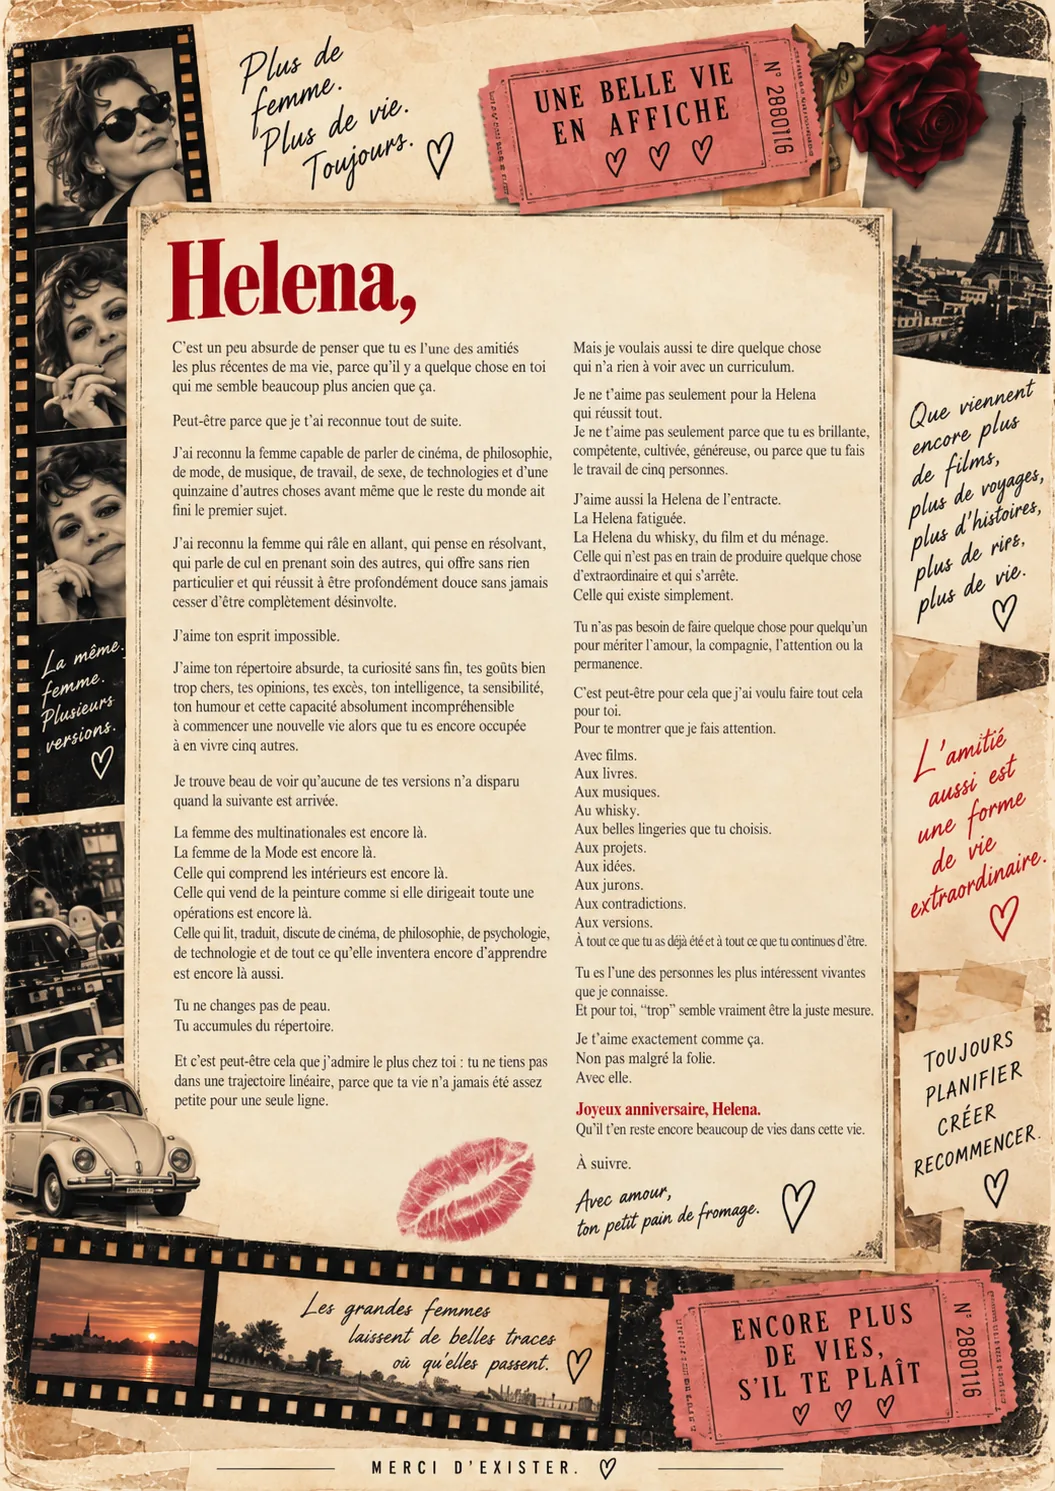 Plus de
femme.
Plus de vie.
Toujours.
UNE BELLE VIE
EN AFFICHE
N° 2880116
Helena,
C'est un peu absurde de penser que tu es l'une des amitiés
les plus récentes de ma vie, parce qu'il y a quelque chose en toi
qui me semble beaucoup plus ancien que ça.
Peut-être parce que je t'ai reconnue tout de suite.
J'ai reconnu la femme capable de parler de cinéma, de philosophie,
de mode, de musique, de travail, de sexe, de technologies et d'une
quinzaine d'autres choses avant même que le reste du monde ait
fini le premier sujet.
J'ai reconnu la femme qui râle en allant, qui pense en résolvant,
qui parle de cul en prenant soin des autres, qui offre sans rien
particulier et qui réussit à être profondément douce sans jamais
cesser d'être complètement désinvolte.
J'aime ton esprit impossible.
J'aime ton répertoire absurde, ta curiosité sans fin, tes goûts bien
trop chers, tes opinions, tes excès, ton intelligence, ta sensibilité,
ton humour et cette capacité absolument incompréhensible
à commencer une nouvelle vie alors que tu es encore occupée
à en vivre cinq autres.
Je trouve beau de voir qu'aucune de tes versions n'a disparu
quand la suivante est arrivée.
La femme des multinationales est encore là.
La femme de la Mode est encore là.
Celle qui comprend les intérieurs est encore là.
Celle qui vend de la peinture comme si elle dirigeait toute une
opérations est encore là.
Celle qui lit, traduit, discute de cinéma, de philosophie, de psychologie,
de technologie et de tout ce qu'elle inventera encore d'apprendre
est encore là aussi.
Tu ne changes pas de peau.
Tu accumules du répertoire.
Et c'est peut-être cela que j'admire le plus chez toi : tu ne tiens pas
dans une trajectoire linéaire, parce que ta vie n'a jamais été assez
petite pour une seule ligne.
Mais je voulais aussi te dire quelque chose
qui n'a rien à voir avec un curriculum.
Je ne t'aime pas seulement pour la Helena
qui réussit tout.
Je ne t'aime pas seulement parce que tu es brillante,
compétente, cultivée, généreuse, ou parce que tu fais
le travail de cinq personnes.
J'aime aussi la Helena de l'entracte.
La Helena fatiguée.
La Helena du whisky, du film et du ménage.
Celle qui n'est pas en train de produire quelque chose
d'extraordinaire et qui s'arrête.
Celle qui existe simplement.
Tu n'as pas besoin de faire quelque chose pour quelqu'un
pour mériter l'amour, la compagnie, l'attention ou la
permanence.
C'est peut-être pour cela que j'ai voulu faire tout cela
pour toi.
Pour te montrer que je fais attention.
Avec films.
Aux livres.
Aux musiques.
Au whisky.
Aux belles lingeries que tu choisis.
Aux projets.
Aux idées.
Aux jurons.
Aux contradictions.
Aux versions.
À tout ce que tu as déjà été et à tout ce que tu continues d'être.
Tu es l'une des personnes les plus intéressent vivantes
que je connaisse.
Et pour toi, “trop” semble vraiment être la juste mesure.
Je t'aime exactement comme ça.
Non pas malgré la folie.
Avec elle.
Joyeux anniversaire, Helena.
Qu'il t'en reste encore beaucoup de vies dans cette vie.
À suivre.
Avec amour,
ton petit pain de fromage.
La même.
femme.
Plusieurs
versions.
Que viennent
encore plus
de films,
plus de voyages,
plus d'histoires,
plus de rires,
plus de vie.
L'amitié
aussi est
une forme
de vie
extraordinaire.
TOUJOURS
PLANIFIER
CRÉER
RECOMMENCER.
Les grandes femmes
laissent de belles traces
où qu'elles passent.
ENCORE PLUS
DE VIES,
S'IL TE PLAÎT
N° 2880116
MERCI D'EXISTER.